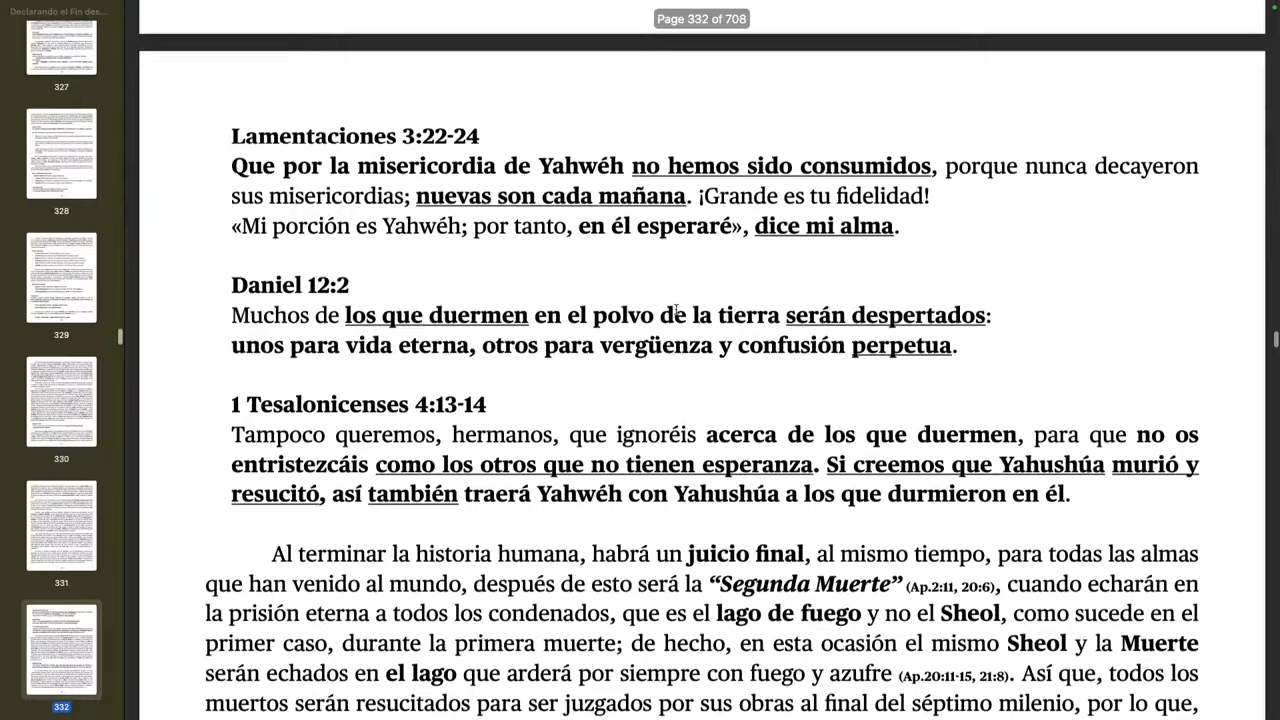 Declarando el Fin des...
Page 332 of 708
327
328
329
330
331
332
Lamentaciones 3:22-24
Que por la misericordia de Yahwéh no hemos sido consumidos, porque nunca decayeron
sus misericordias; nuevas son cada mañana. ¡Grande es tu fidelidad!
«Mi porción es Yahwéh; por tanto, en él esperaré», dice mi alma.
Daniel 12:2
Muchos de los que duermen en el polvo de la tierra serán despertados:
unos para vida eterna, otros para vergüenza y confusión perpetua.
1 Tesalonicenses 4:13-14
Tampoco queremos, hermanos, que ignoréis acerca de los que duermen, para que no os
entristezcáis como los otros que no tienen esperanza. Si creemos que Yahushúa murió y
resucitó, así también traerá Yahwéh con Yahushúa a los que durmieron en él.
Al terminar la historia humana, habrá un juicio final, al mismo tiempo, para todas las almas
que han venido al mundo, después de esto será la “Segunda Muerte” (Ap.2:11, 20:6), cuando echarán en
la prisión eterna a todos los condenados, que es el lago de fuego y no el Sheol, como sucede en el
primer caso, durante la primera muerte; de hecho, en esta ocasión el mismo Sheol y la Muerte
serán echados en el lago que arderá por siempre con fuego y azufre (Ap.20:11-15, 21:8). Así que, todos los
muertos serán resucitados para ser juzgados por sus obras al final del séptimo milenio, por lo que,